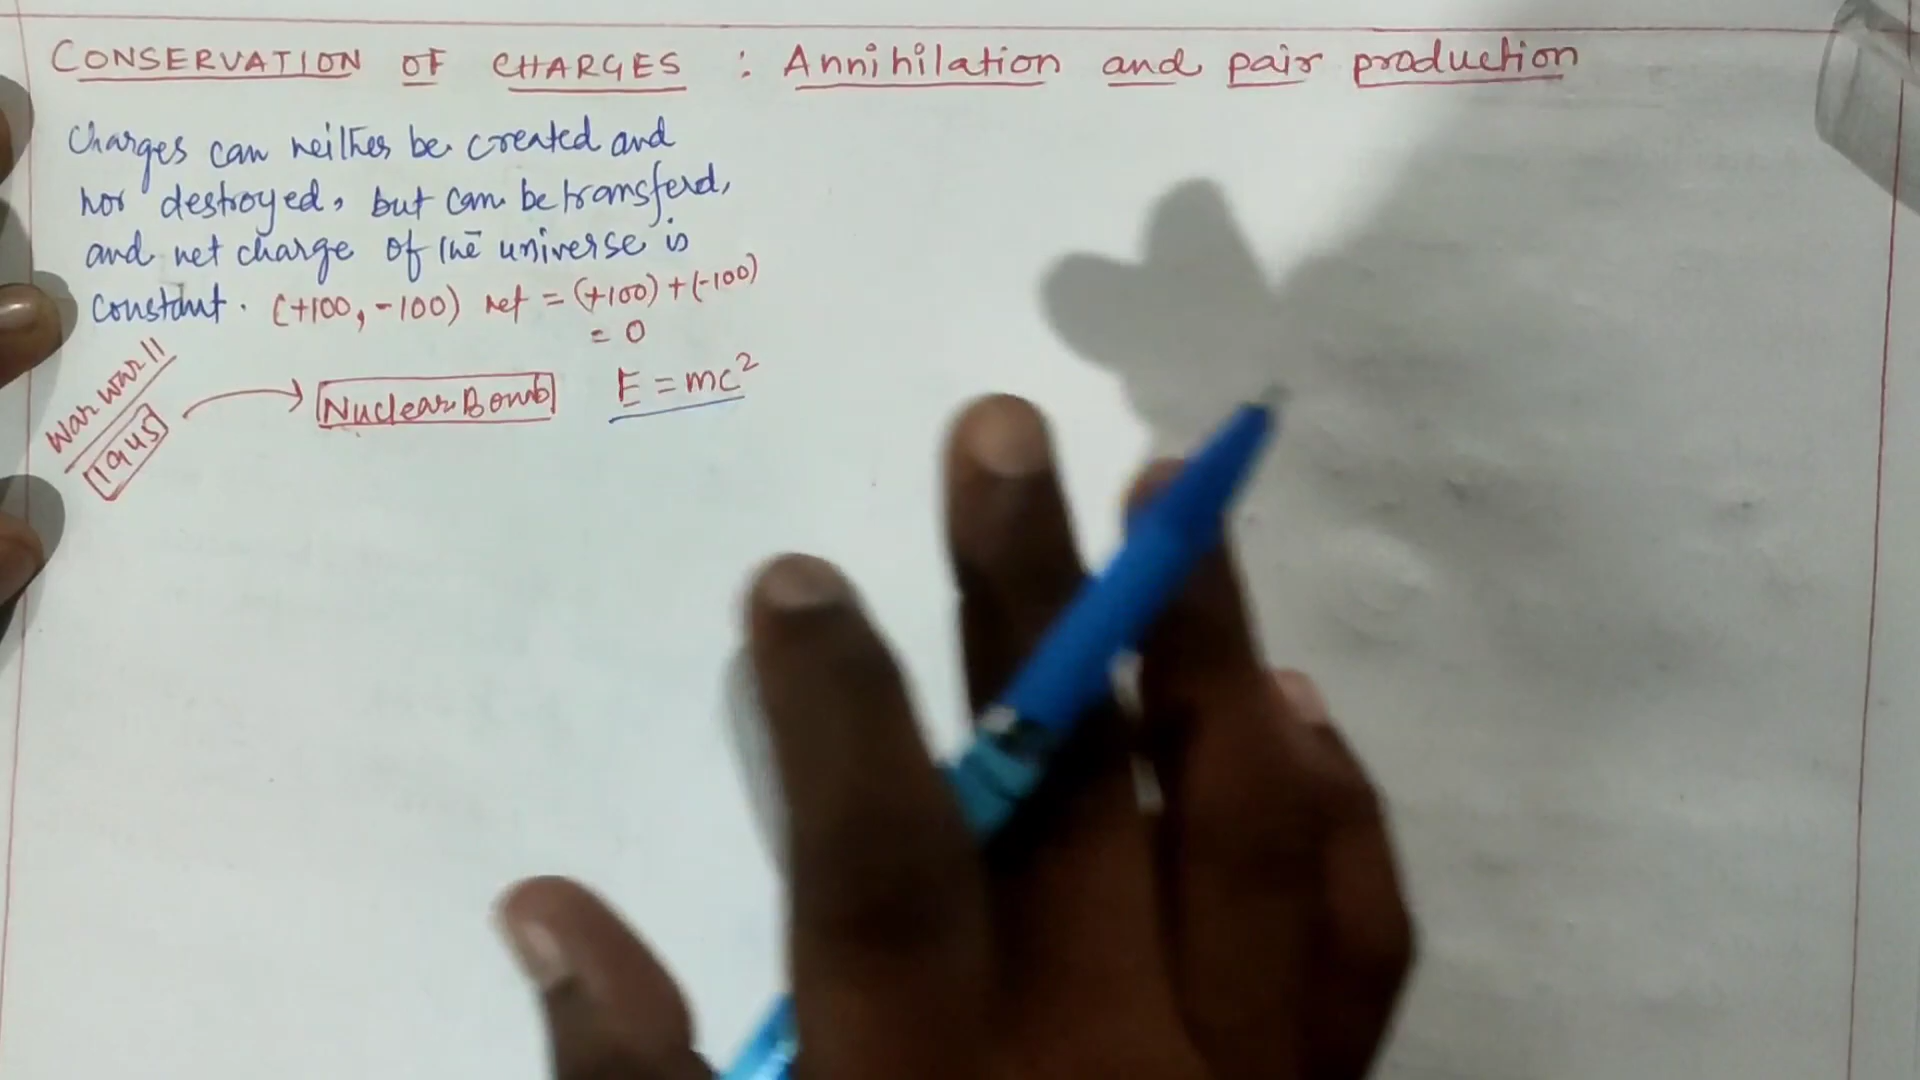 CONSERVATION OF CHARGES : Annihilation and pair production
Charges can neither be created and
nor destroyed, but can be transferd,
and net charge of the universe is
Constant. (+100, -100) net = (+100) + (-100)
= 0
War War II
1945
Nuclear Bomb
E = mc²